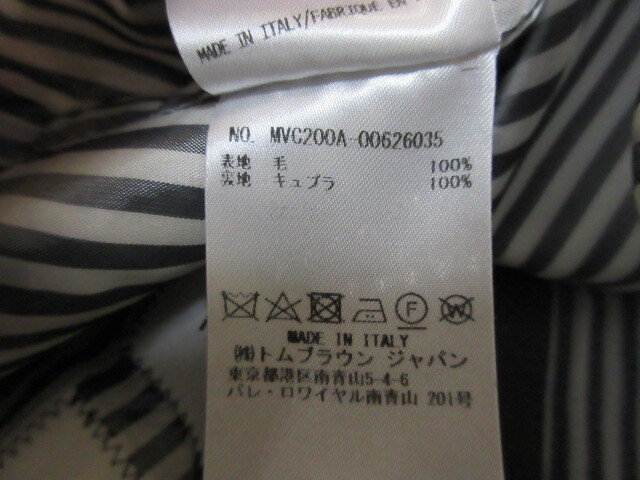 MADE IN ITALY/FABRIQUE EN
NO. MVC200A-00626035
表地 毛 100%
裏地 キュプラ 100%
F W
MADE IN ITALY
㈱トムブラウン ジャパン
東京都港区南青山5-4-6
パレ・ロワイヤル南青山 201号